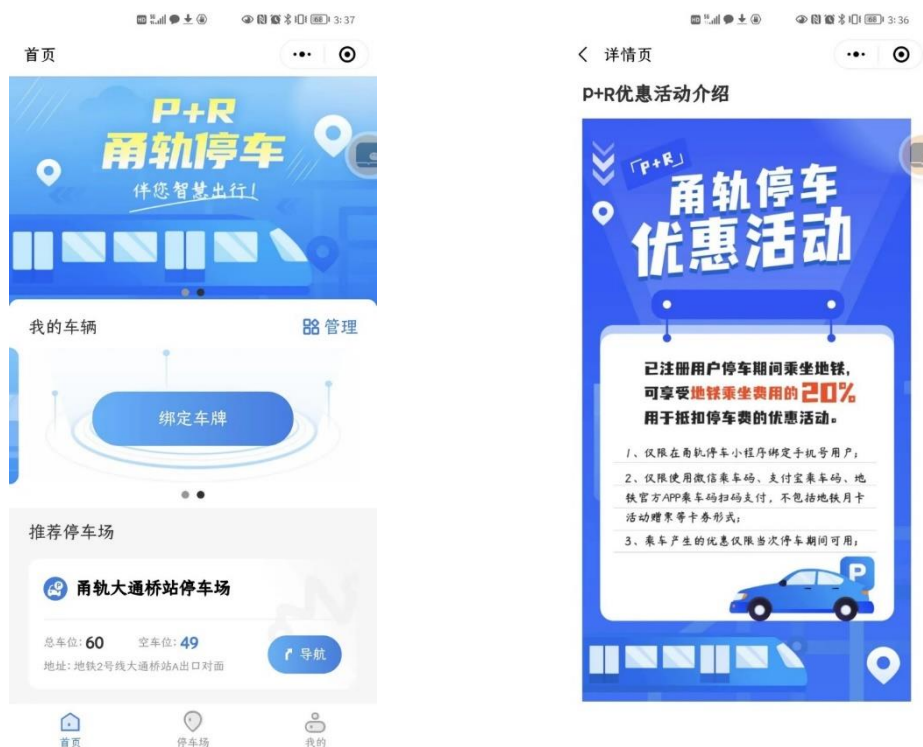 3:37
首页
P+R
甬轨停车
伴您智慧出行!
我的车辆
管理
绑定车牌
推荐停车场
甬轨大通桥站停车场
总车位:60 空车位:49
地址:地铁2号线大通桥站A出口对面
导航
首页 停车场 我的
3:36
详情页
P+R优惠活动介绍
「P+R」
甬轨停车
优惠活动
已注册用户停车期间乘坐地铁,
可享受地铁乘坐费用的20%
用于抵扣停车费的优惠活动。
1、仅限在甬轨停车小程序绑定手机号用户;
2、仅限使用微信乘车码、支付宝乘车码、地
铁官方APP乘车码扫码支付,不包括地铁月卡
活动赠票等卡券形式;
3、乘车产生的优惠仅限当次停车期间可用;
P